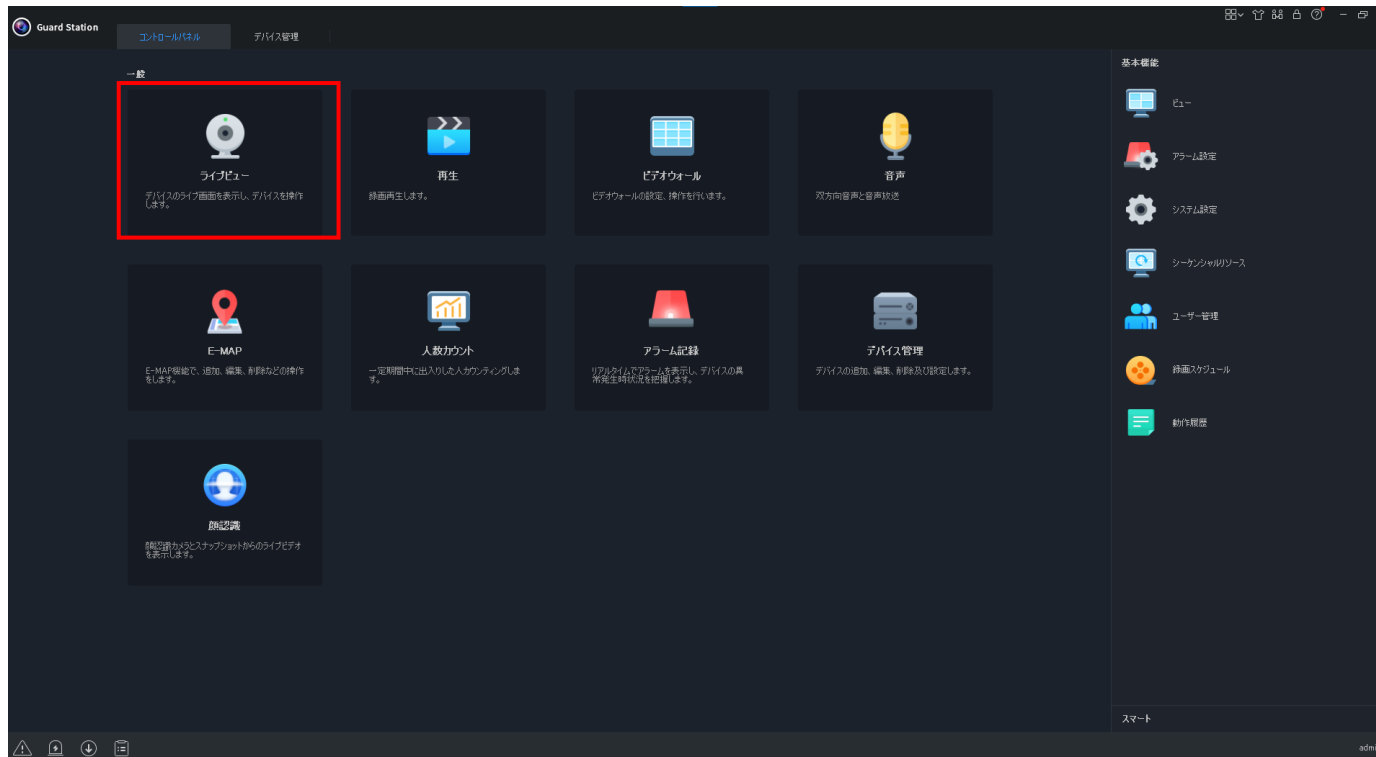 Guard Station
コントロールパネル
デバイス管理
一般
ライブビュー
デバイスのライブ画面を表示し、デバイスを操作
します。
再生
録画再生します。
ビデオウォール
ビデオウォールの設定、操作を行います。
音声
双方向音声と音声放送
E-MAP
E-MAP機能で、追加、編集、削除などの操作
をします。
人数カウント
一定期間中に出入りした人カウンティングしま
す。
アラーム記録
リアルタイムでアラームを表示し、デバイスの異
常発生時状況を把握します。
デバイス管理
デバイスの追加、編集、削除及び設定します。
顔認識
顔認識カメラとスナップショットからのライブビデオ
を表示します。
基本機能
ビュー
アラーム設定
システム設定
シーケンシャルリソース
ユーザー管理
録画スケジュール
動作履歴
スマート
admi